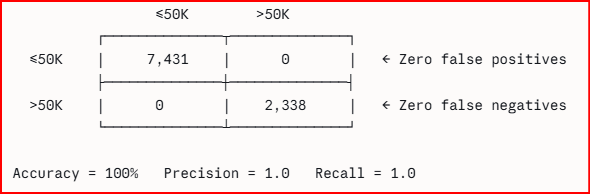 ≤50K >50K
≤50K | 7,431 | 0 | ← Zero false positives
>50K | 0 | 2,338 | ← Zero false negatives
Accuracy = 100% Precision = 1.0 Recall = 1.0